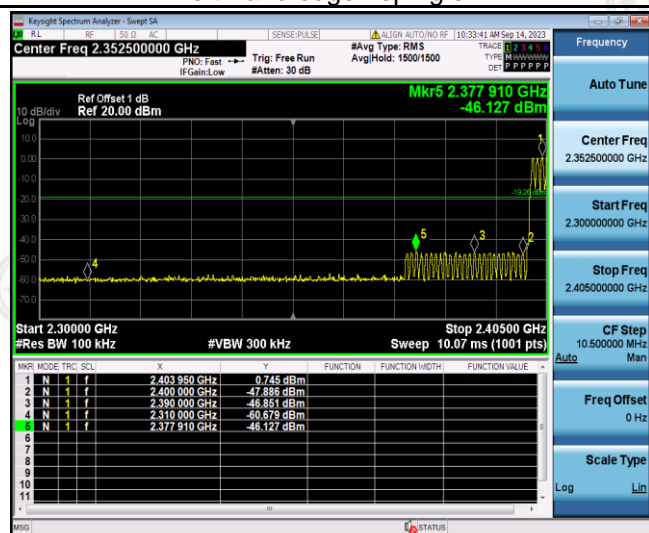 Keysight Spectrum Analyzer - Swept SA
RL RF 50 Ω AC SENSE:PULSE ALIGN AUTO/NO RF 10:33:41 AM Sep 14, 2023
Center Freq 2.352500000 GHz
PNO: Fast
IFGain:Low
Trig: Free Run
#Atten: 30 dB
#Avg Type: RMS
Avg|Hold: 1500/1500
TRACE 1 2 3 4 5 6
TYPE M W W W W W
DET P P P P P P
Ref Offset 1 dB
10 dB/div Ref 20.00 dBm
Log
Mkr5 2.377 910 GHz
-46.127 dBm
10.0
0.00
-10.0
-20.0
-30.0
-40.0
-50.0
-60.0
-70.0
1
-19.26 dBm
5
3
2
4
Start 2.30000 GHz Stop 2.40500 GHz
#Res BW 100 kHz #VBW 300 kHz Sweep 10.07 ms (1001 pts)
MKR MODE TRC SCL X Y FUNCTION FUNCTION WIDTH FUNCTION VALUE
1 N 1 f 2.403 950 GHz 0.745 dBm
2 N 1 f 2.400 000 GHz -47.886 dBm
3 N 1 f 2.390 000 GHz -46.851 dBm
4 N 1 f 2.310 000 GHz -60.679 dBm
5 N 1 f 2.377 910 GHz -46.127 dBm
6
7
8
9
10
11
MSG STATUS
Frequency
Auto Tune
Center Freq
2.352500000 GHz
Start Freq
2.300000000 GHz
Stop Freq
2.405000000 GHz
CF Step
10.500000 MHz
Auto Man
Freq Offset
0 Hz
Scale Type
Log Lin